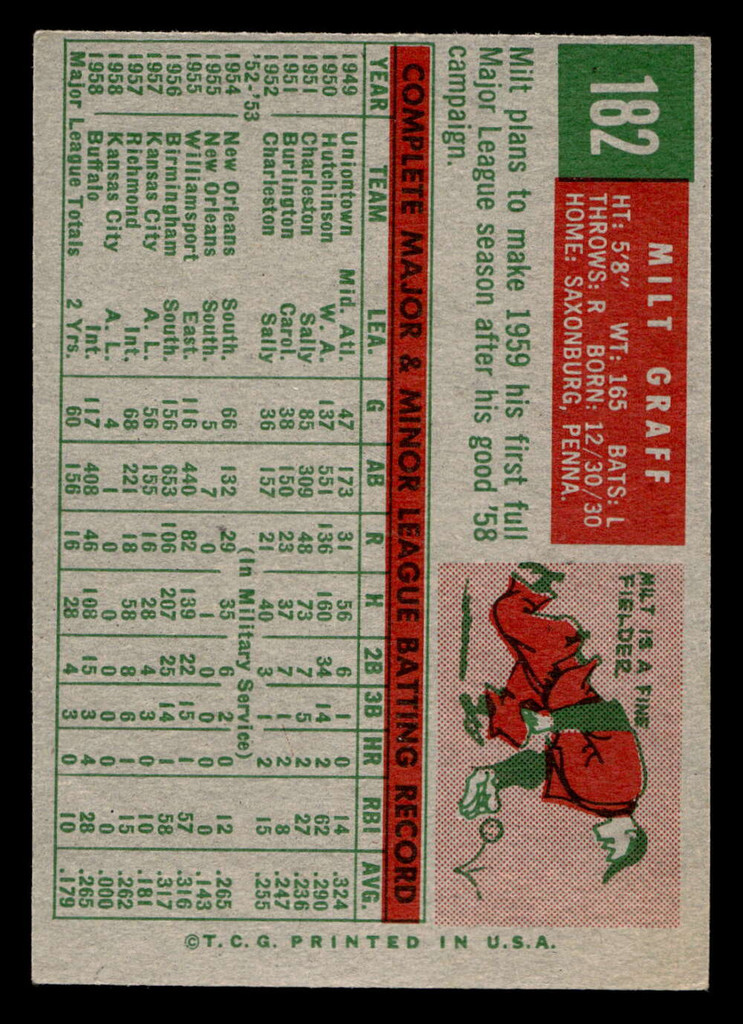 182
MILT GRAFF
HT: 5'8" WT: 165 BATS: L
THROWS: R BORN: 12/30/30
HOME: SAXONBURG, PENNA.
Milt plans to make 1959 his first full
Major League season after his good '58
campaign.
MILT IS A FINE
FIELDER
COMPLETE MAJOR & MINOR LEAGUE BATTING RECORD
YEAR TEAM LEA. G AB R H 2B 3B HR RBI AVG.
1949 Uniontown Mid. Atl. 47 173 31 56 6 1 0 14 .324
1950 Hutchinson W. A. 137 551 136 160 34 14 2 62 .290
1951 Charleston Sally 85 309 48 73 7 5 2 27 .236
1951 Burlington Carol. 38 150 23 37 7 1 2 8 .247
1952 Charleston Sally 36 157 21 40 3 1 2 15 .255
'52-'53 (In Military Service)
1954 New Orleans South. 66 132 29 35 6 2 0 12 .265
1955 New Orleans South. 5 7 0 1 0 0 0 0 .143
1955 Williamsport East. 116 440 82 139 22 15 1 57 .316
1956 Birmingham South. 156 653 106 207 25 14 1 58 .317
1957 Kansas City A. L. 56 155 16 28 4 3 0 10 .181
1957 Richmond Int. 68 221 18 58 8 6 1 15 .262
1958 Kansas City A. L. 4 1 0 0 0 0 0 0 .000
1958 Buffalo Int. 117 408 46 108 15 3 4 28 .265
Major League Totals 2 Yrs. 60 156 16 28 4 3 0 10 .179
©T.C.G. PRINTED IN U.S.A.